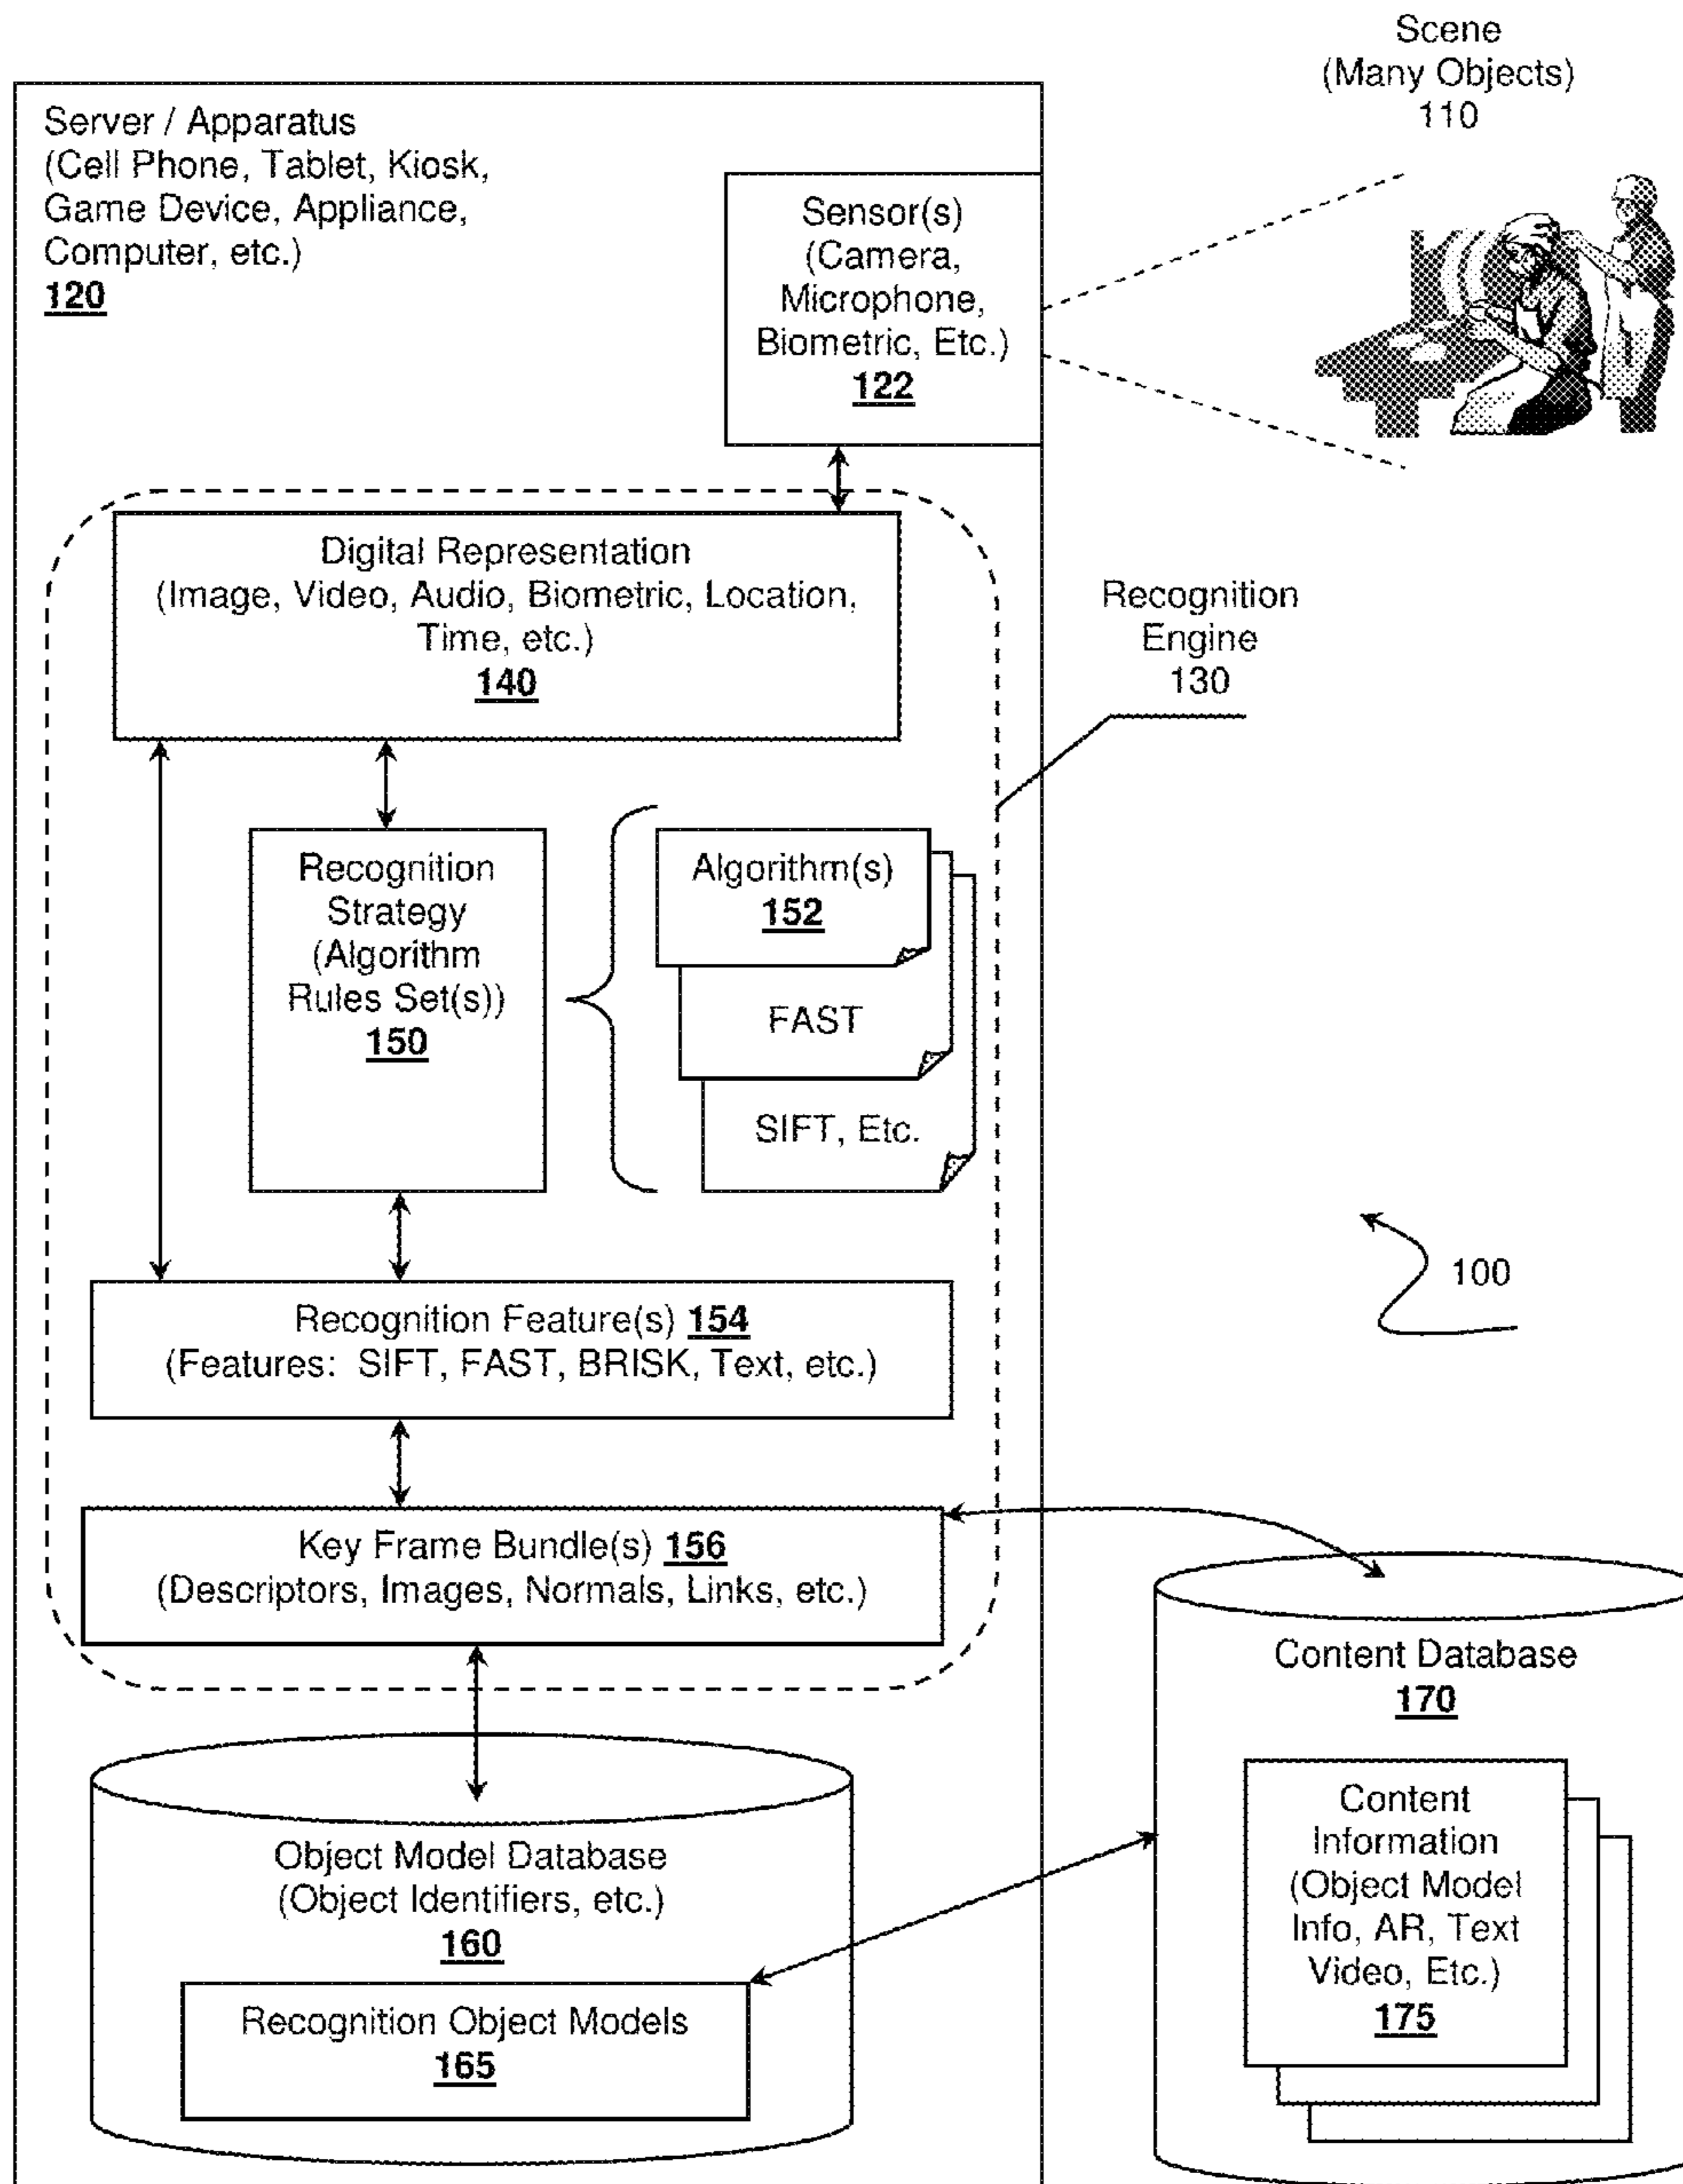 Scene
(Many Objects)
110
Server / Apparatus
(Cell Phone, Tablet, Kiosk,
Game Device, Appliance,
Computer, etc.)
120
Sensor(s)
(Camera,
Microphone,
Biometric, Etc.)
122
Digital Representation
(Image, Video, Audio, Biometric, Location,
Time, etc.)
140
Recognition
Engine
130
Recognition
Strategy
(Algorithm
Rules Set(s))
150
Algorithm(s)
152
FAST
SIFT, Etc.
100
Recognition Feature(s) 154
(Features: SIFT, FAST, BRISK, Text, etc.)
Key Frame Bundle(s) 156
(Descriptors, Images, Normals, Links, etc.)
Content Database
170
Content
Information
(Object Model
Info, AR, Text
Video, Etc.)
175
Object Model Database
(Object Identifiers, etc.)
160
Recognition Object Models
165